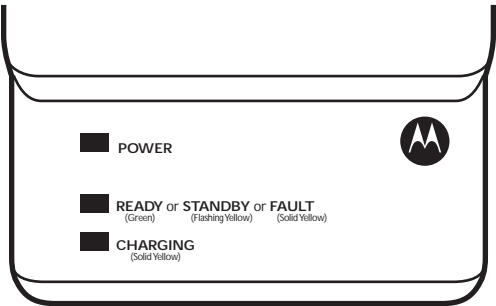 POWER
READY or STANDBY or FAULT
(Green) (Flashing Yellow) (Solid Yellow)
CHARGING
(Solid Yellow)